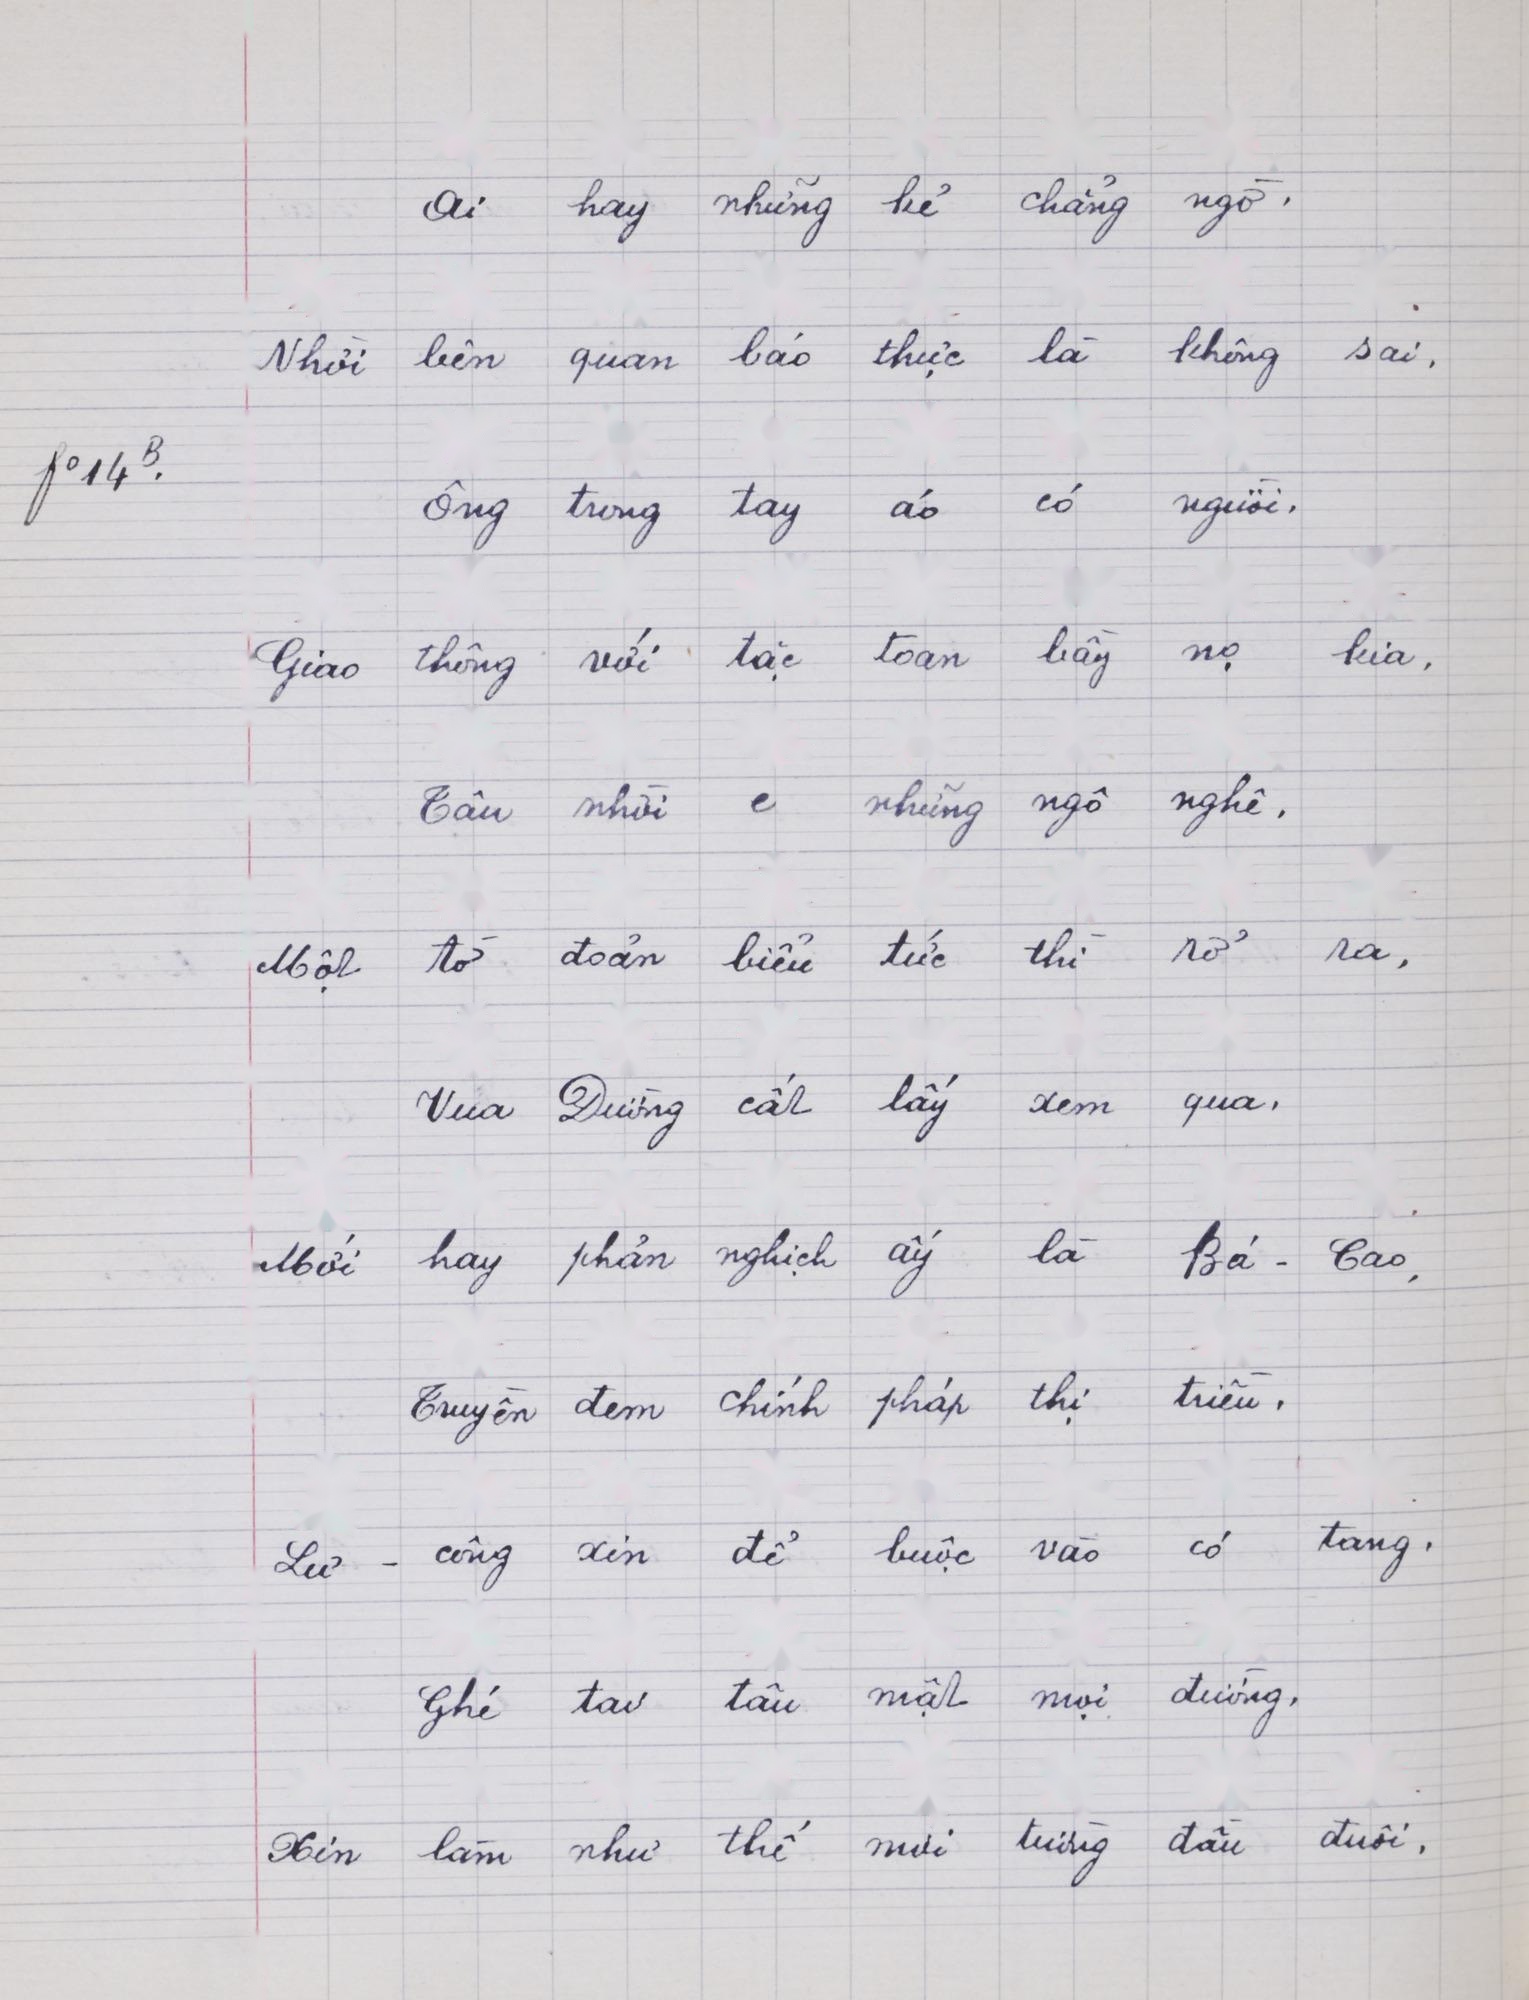 Ai hay những kẻ chẳng ngờ.
Nhời bên quan báo thực là không sai.
fº 14 B.
Ông trong tay áo có người.
Giao thông với tặc toan bầy nọ kia.
Tâu nhời e những ngô nghê.
Một tờ đoản biểu tức thì rở ra,
Vua Đường cất lấy xem qua.
Mới hay phản nghịch ấy là Bá - Cao,
Truyền đem chính pháp thị triều.
Lư - công xin để buộc vào có tang.
Ghé tai tâu mật mọi đường.
Xin làm như thế mới tường đầu đuôi.